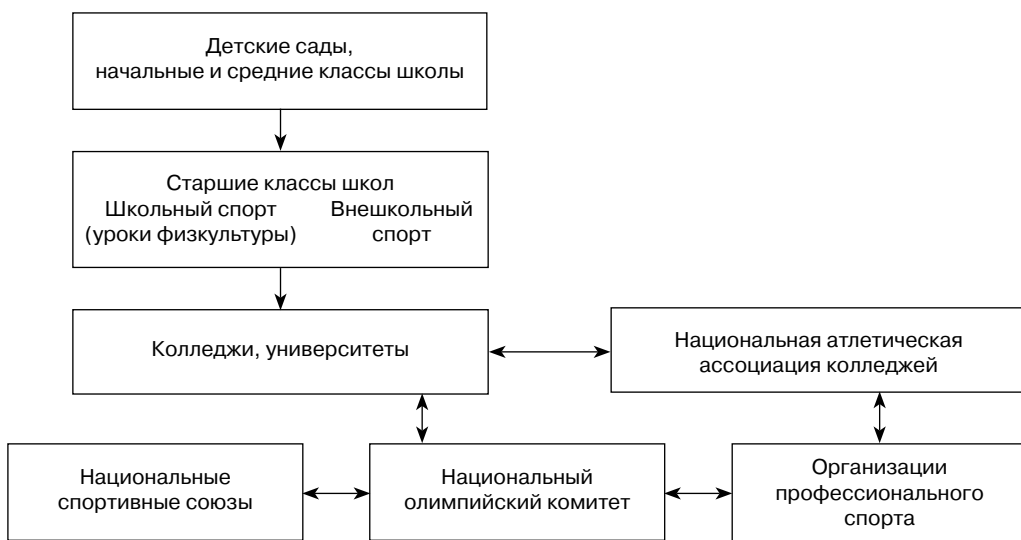 Детские сады,
начальные и средние классы школы
Старшие классы школ
Школьный спорт
(уроки физкультуры)
Внешкольный
спорт
Колледжи, университеты
Национальная атлетическая
ассоциация колледжей
Национальные
спортивные союзы
Национальный
олимпийский комитет
Организации
профессионального
спорта